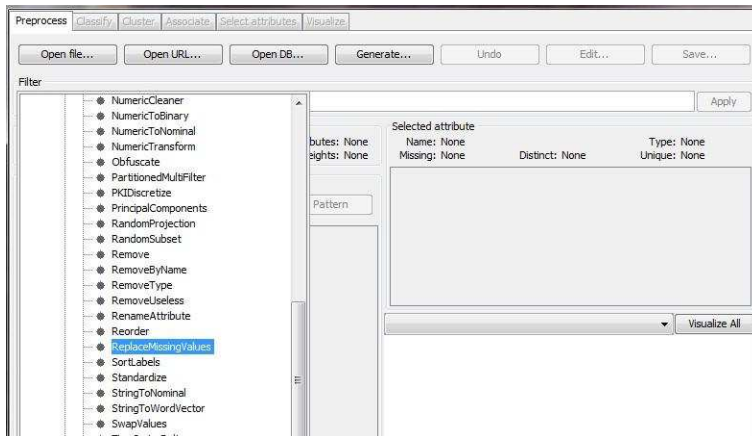 Preprocess Classify Cluster Associate Select attributes Visualize
Open file... Open URL... Open DB... Generate... Undo Edit... Save...
Filter
Apply
NumericCleaner
NumericToBinary
NumericToNominal
NumericTransform
Obfuscate
PartitionedMultiFilter
PKIDiscretize
PrincipalComponents
RandomProjection
RandomSubset
Remove
RemoveByName
RemoveType
RemoveUseless
RenameAttribute
Reorder
ReplaceMissingValues
SortLabels
Standardize
StringToNominal
StringToWordVector
SwapValues
butes: None
eights: None
Pattern
Selected attribute
Name: None Type: None
Missing: None Distinct: None Unique: None
Visualize All